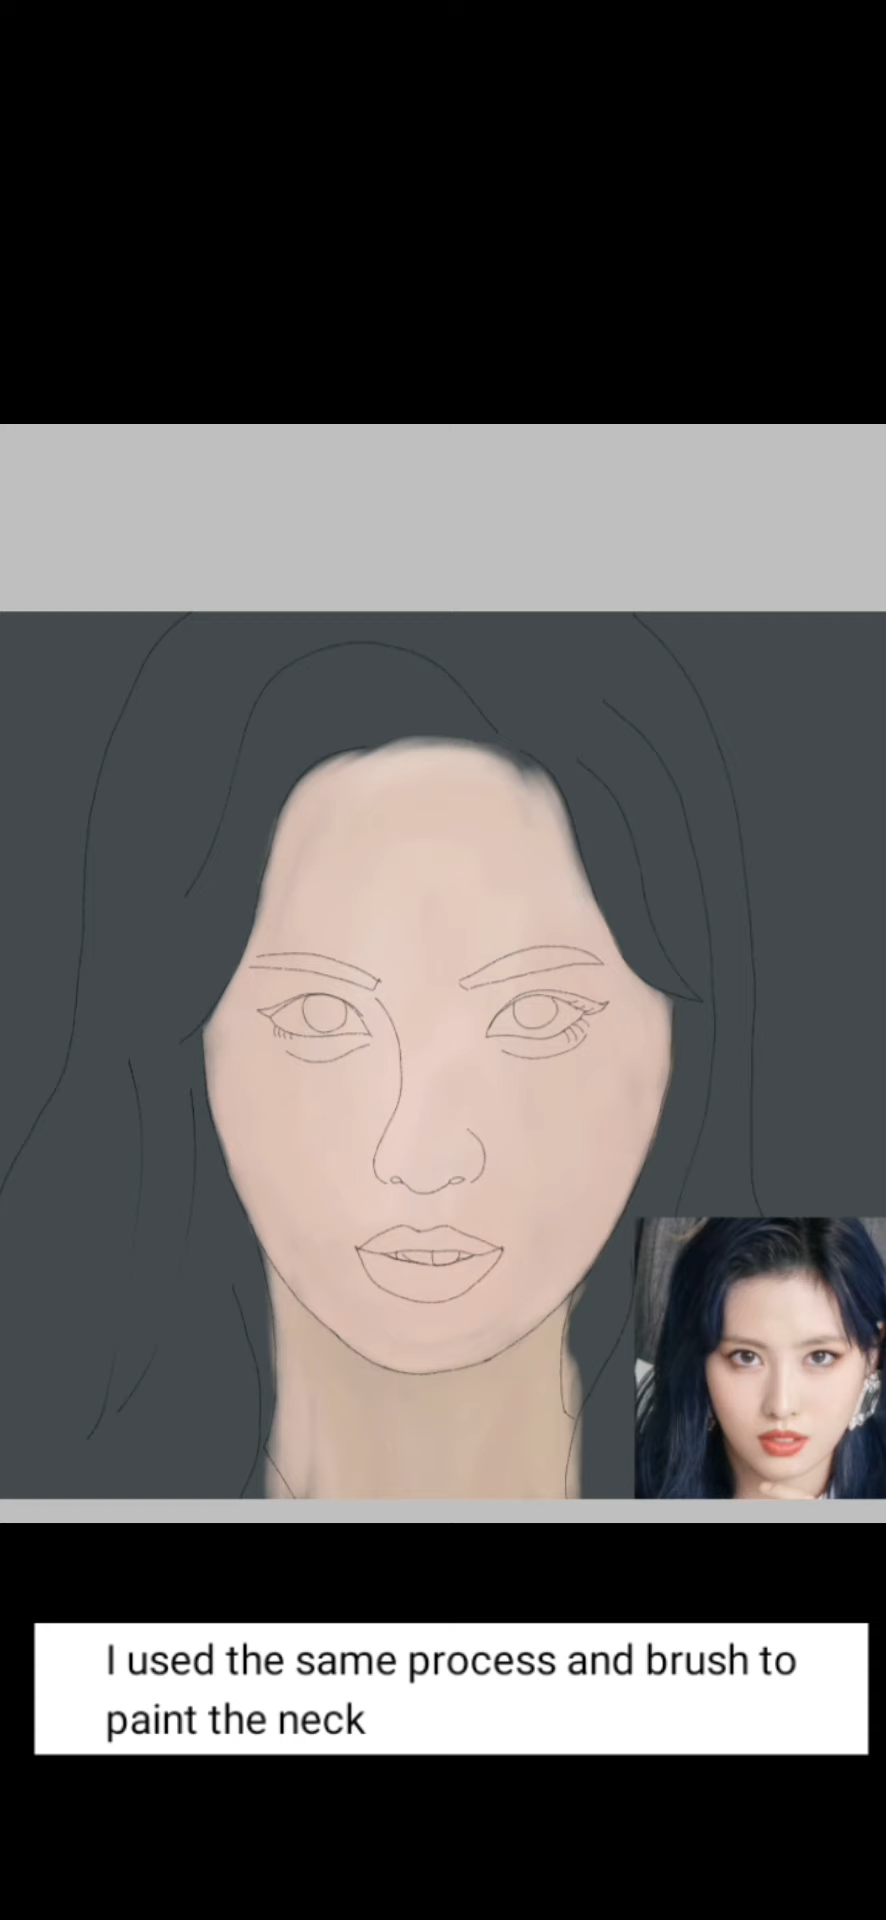 I used the same process and brush to
paint the neck